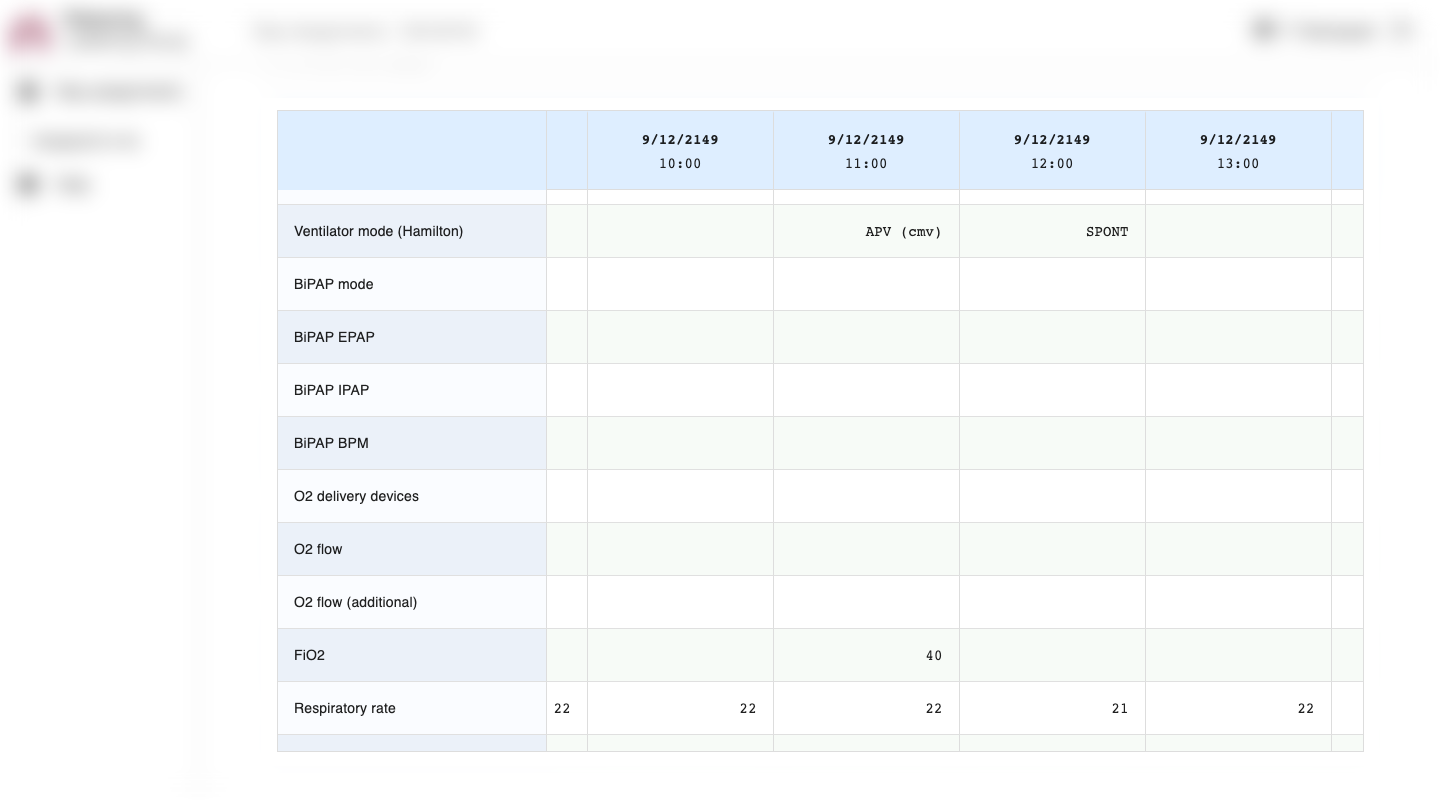 9/12/2149 9/12/2149 9/12/2149 9/12/2149
10:00 11:00 12:00 13:00
Ventilator mode (Hamilton) APV (cmv) SPONT
BiPAP mode
BiPAP EPAP
BiPAP IPAP
BiPAP BPM
O2 delivery devices
O2 flow
O2 flow (additional)
FiO2 40
Respiratory rate 22 22 22 21 22